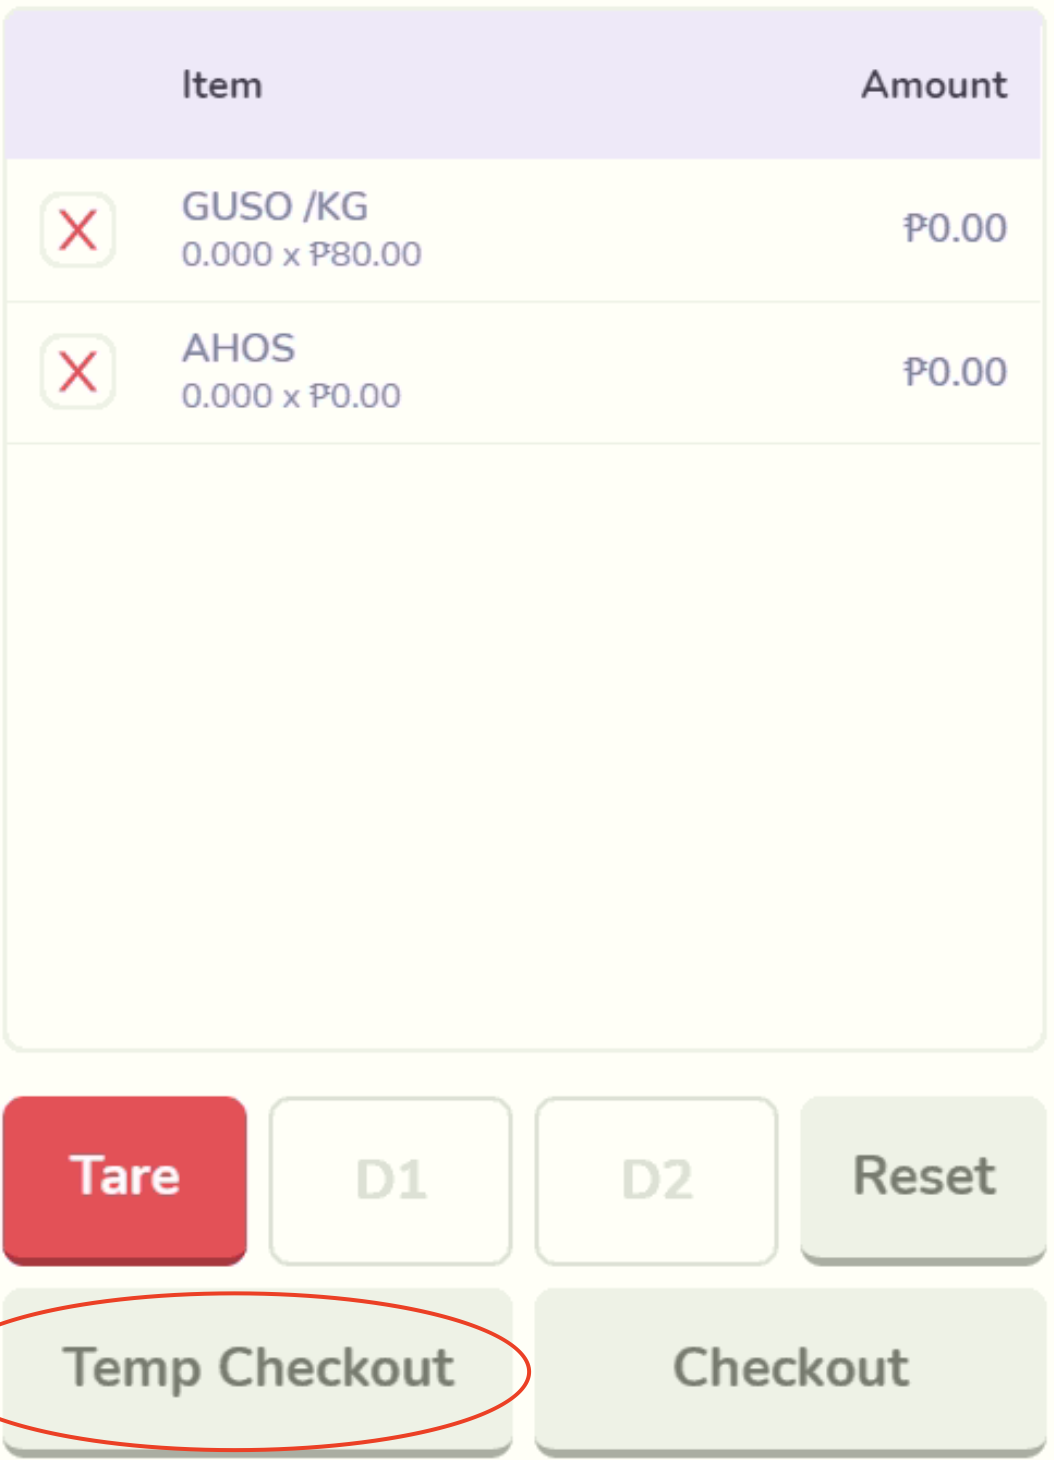 Item Amount
X GUSO /KG
0.000 x ₱80.00 ₱0.00
X AHOS
0.000 x ₱0.00 ₱0.00
Tare D1 D2 Reset
Temp Checkout Checkout